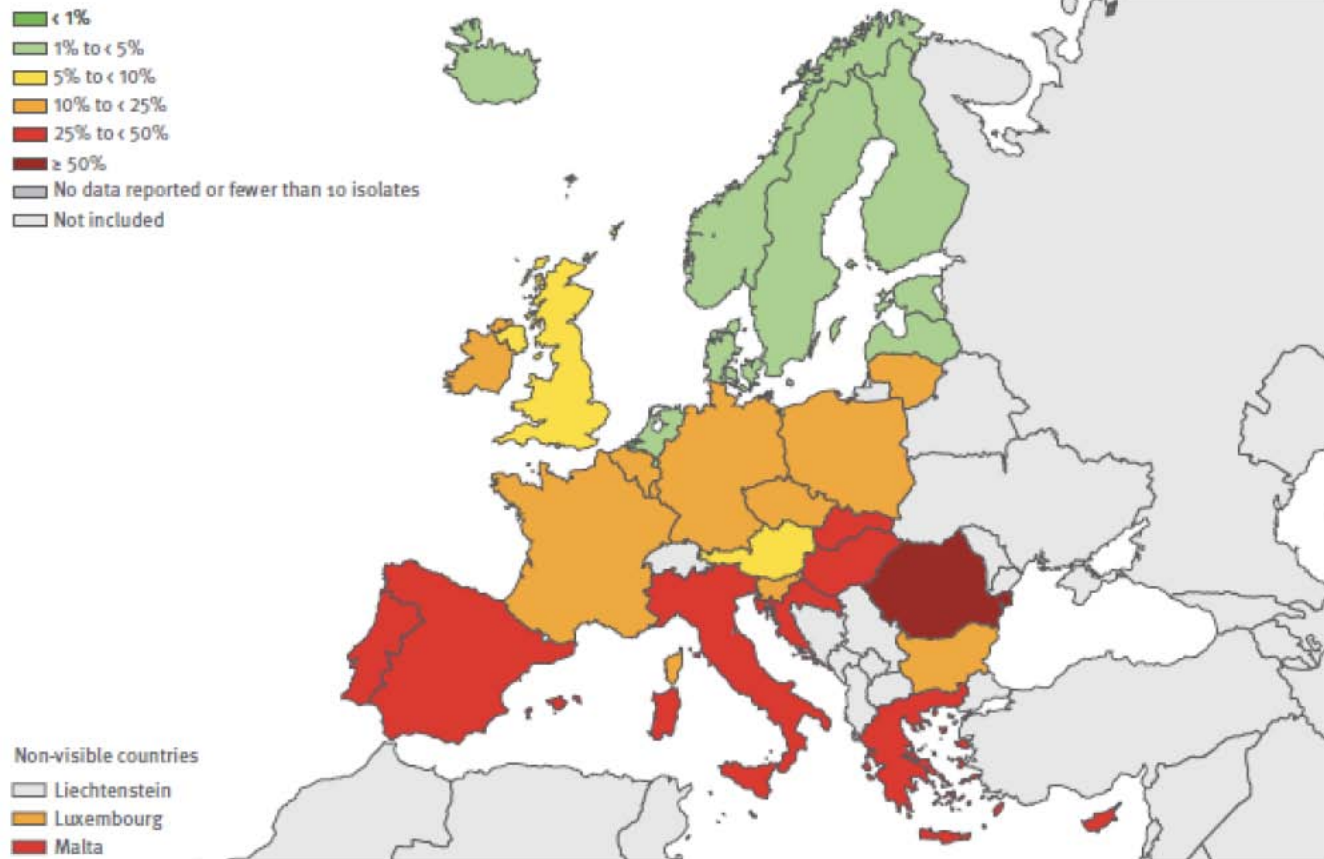 < 1%
1% to < 5%
5% to < 10%
10% to < 25%
25% to < 50%
≥ 50%
No data reported or fewer than 10 isolates
Not included
Non-visible countries
Liechtenstein
Luxembourg
Malta